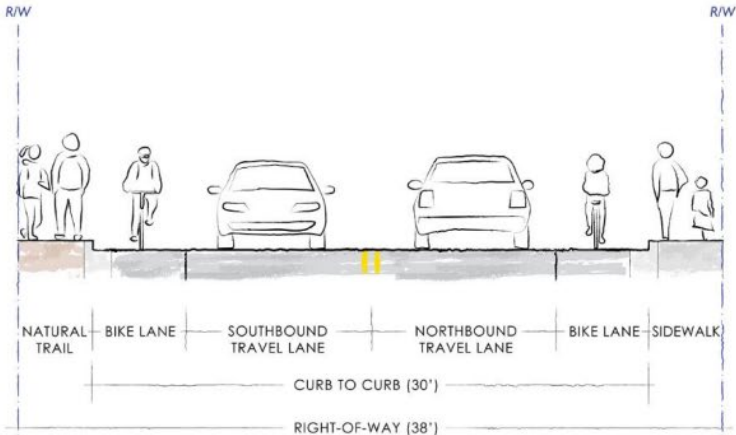 R/W R/W
NATURAL TRAIL
BIKE LANE
SOUTHBOUND TRAVEL LANE
NORTHBOUND TRAVEL LANE
BIKE LANE
SIDEWALK
CURB TO CURB (30')
RIGHT-OF-WAY (38')